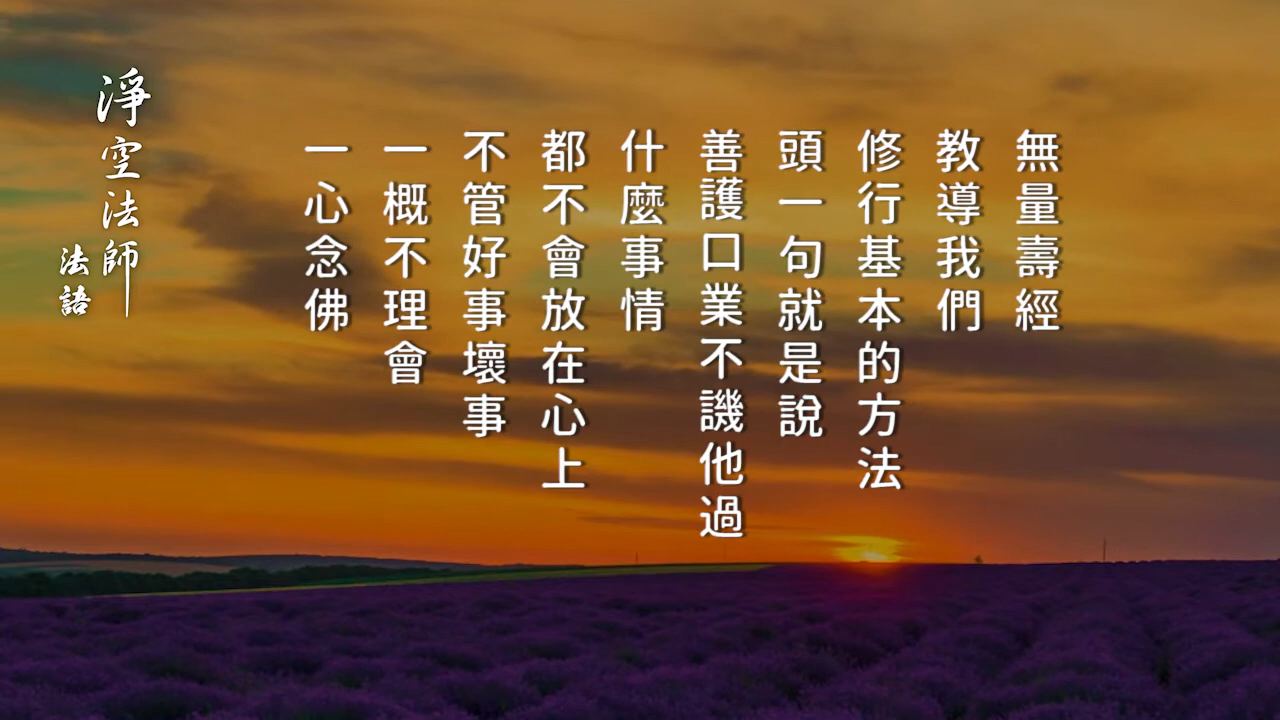 無量壽經
教導我們
修行基本的方法
頭一句就是說
善護口業不譏他過
什麼事情
都不會放在心上
不管好事壞事
一概不理會
一心念佛
淨空法師
法語